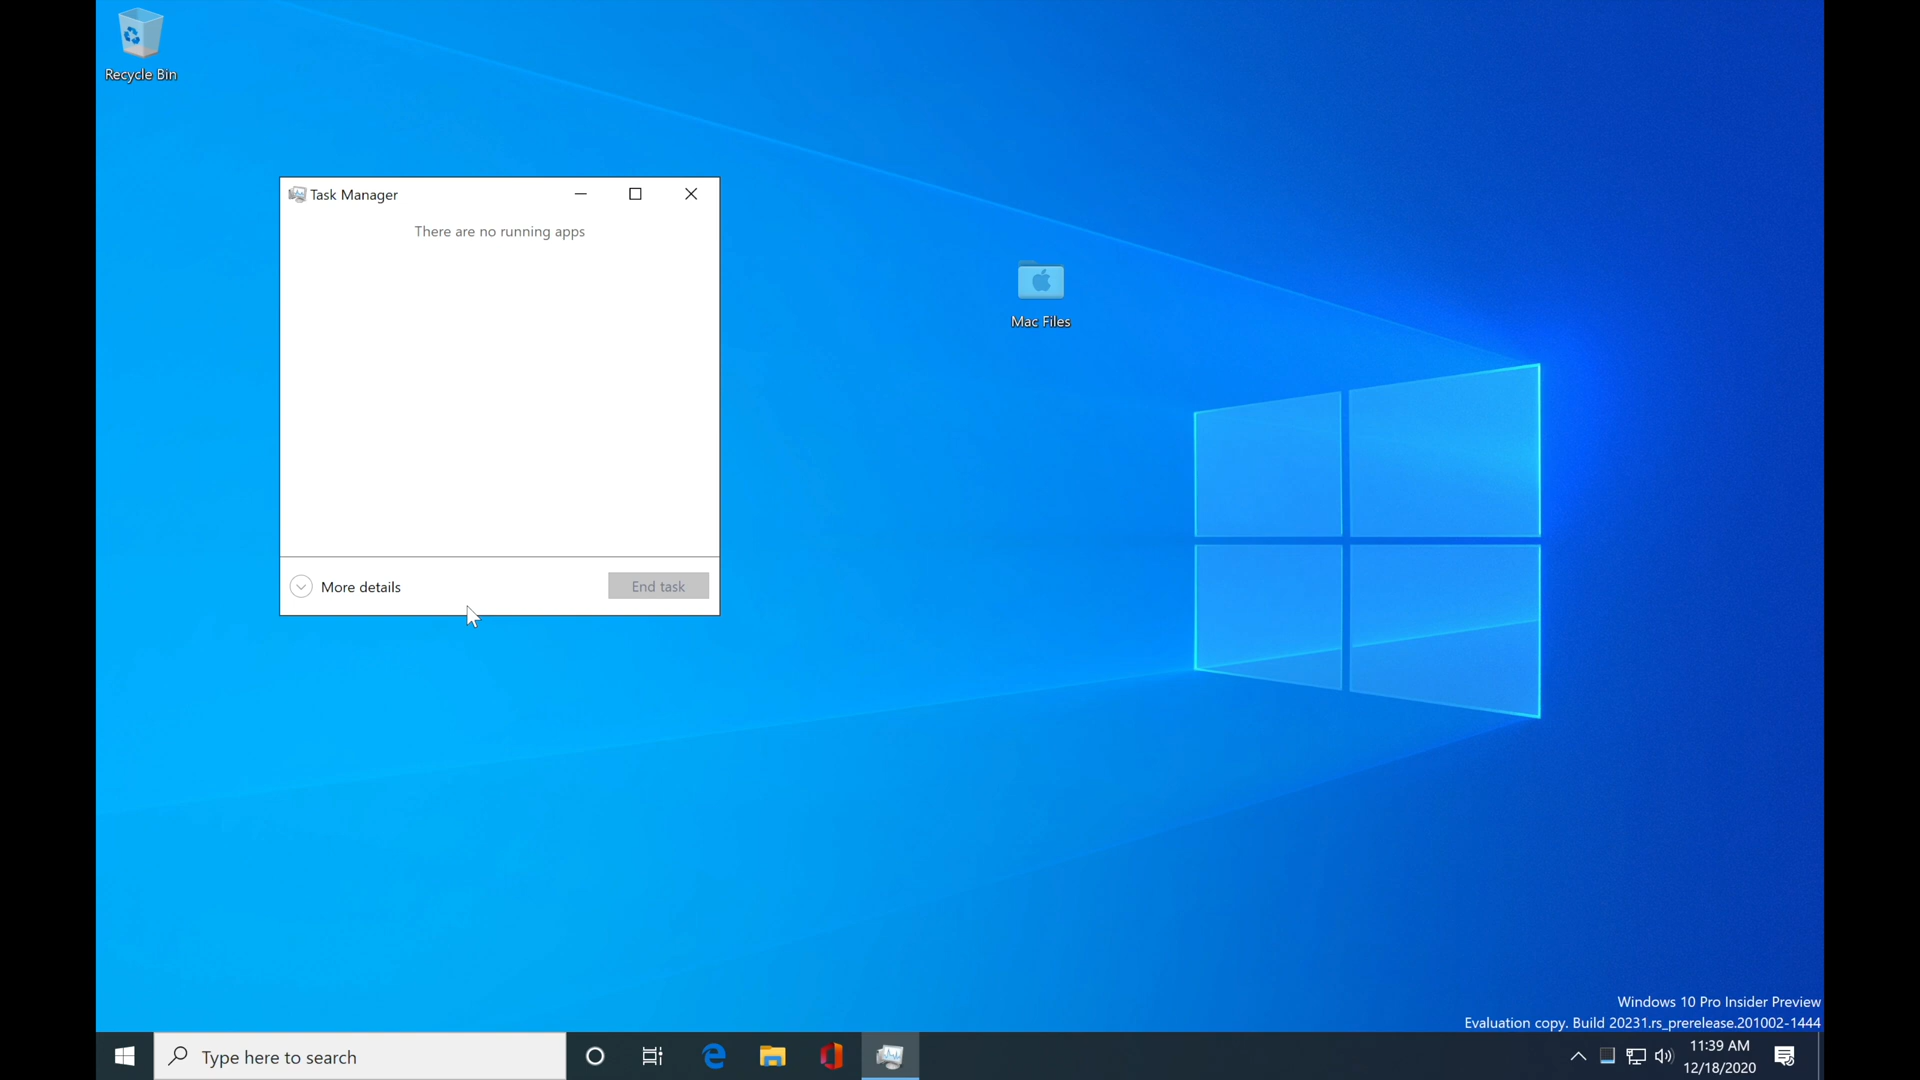 Recycle Bin
Task Manager
There are no running apps
Mac Files
More details
End task
Windows 10 Pro Insider Preview
Evaluation copy. Build 20231.rs_prerelease.201002-1444
Type here to search
11:39 AM
12/18/2020